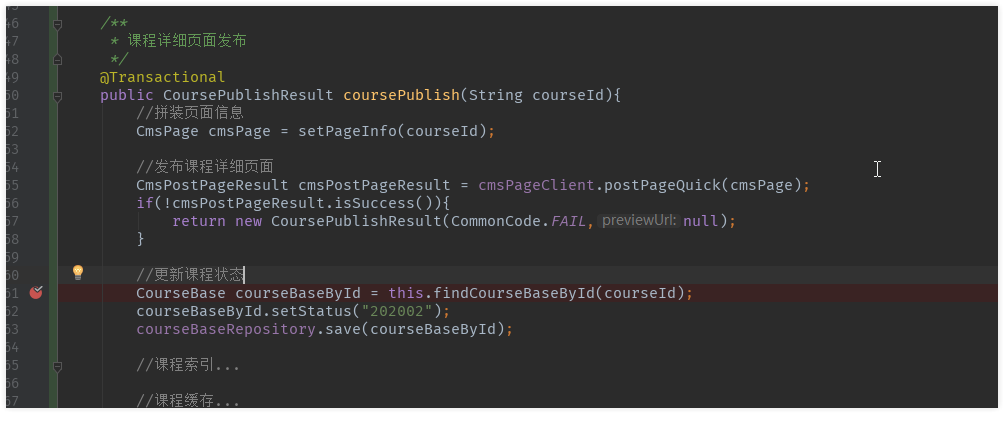 46 /**
47 * 课程详细页面发布
48 */
49 @Transactional
50 public CoursePublishResult coursePublish(String courseId){
51 //拼装页面信息
52 CmsPage cmsPage = setPageInfo(courseId);
53
54 //发布课程详细页面
55 CmsPostPageResult cmsPostPageResult = cmsPageClient.postPageQuick(cmsPage);
56 if(!cmsPostPageResult.isSuccess()){
57 return new CoursePublishResult(CommonCode.FAIL, previewUrl: null);
58 }
59
60 //更新课程状态
61 CourseBase courseBaseById = this.findCourseBaseById(courseId);
62 courseBaseById.setStatus("202002");
63 courseBaseRepository.save(courseBaseById);
64
65 //课程索引...
66
67 //课程缓存...